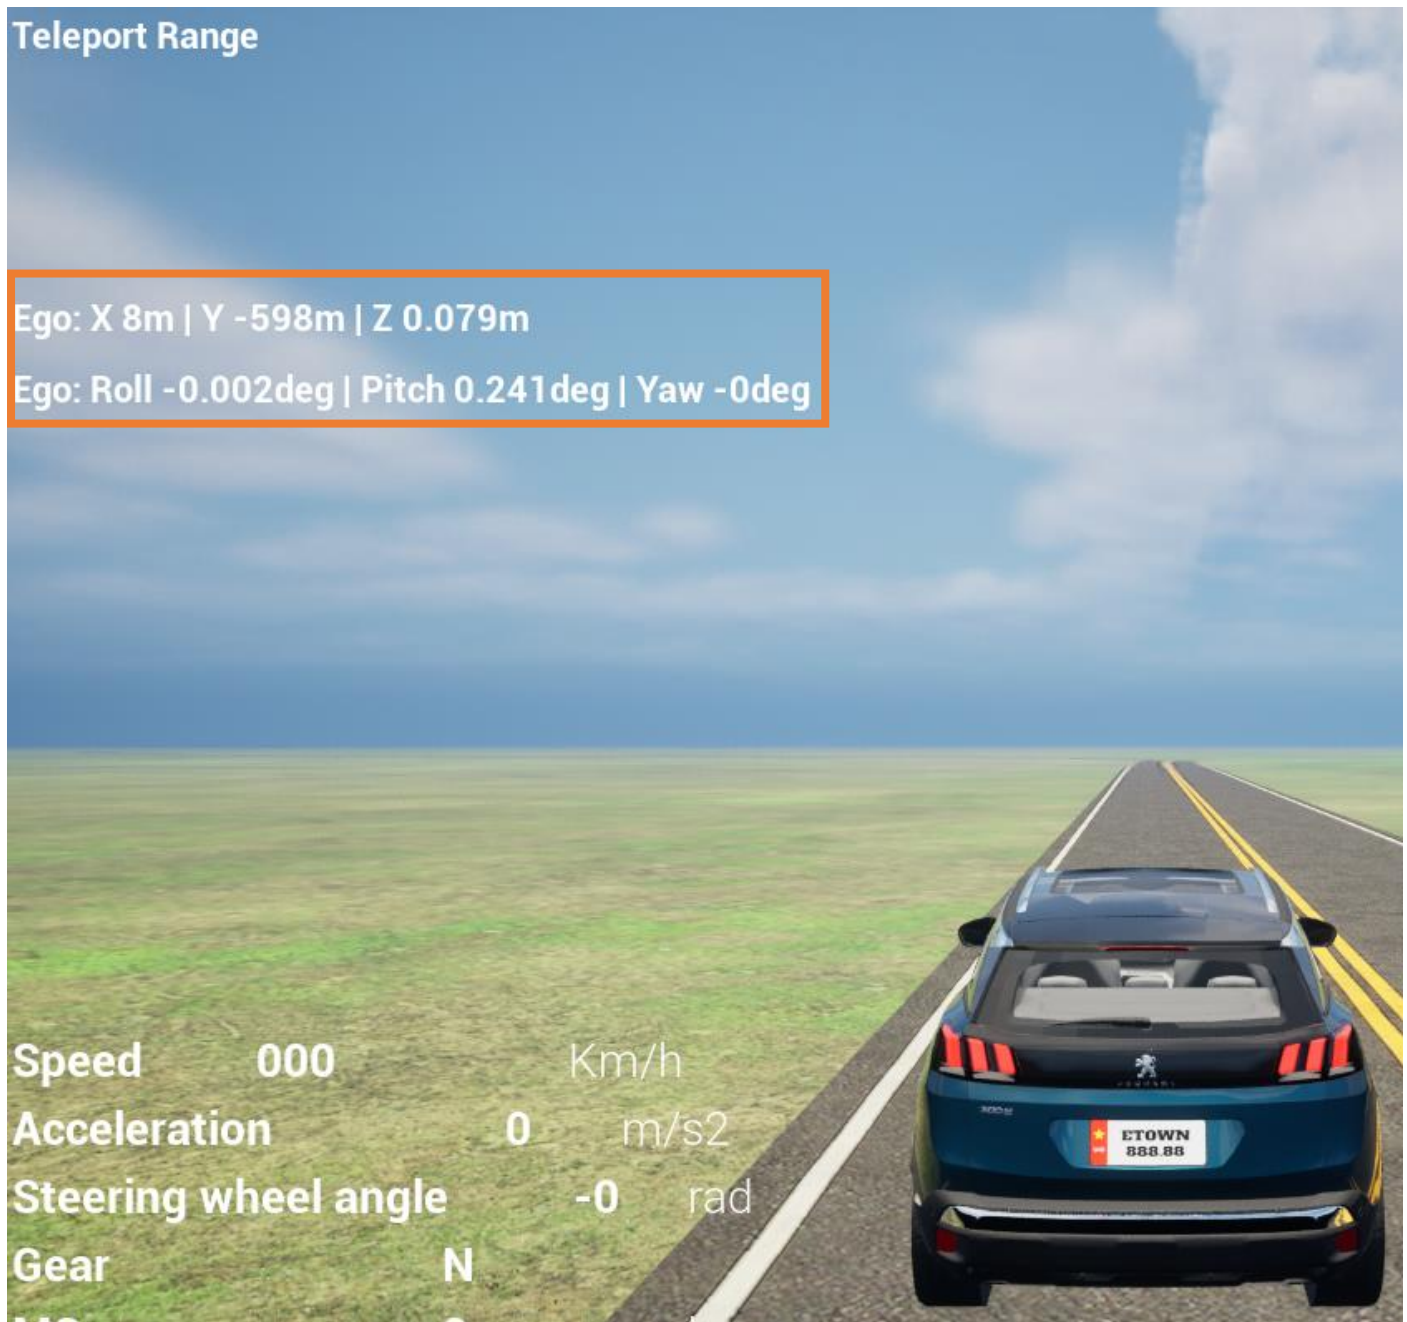 Teleport Range
Ego: X 8m | Y -598m | Z 0.079m
Ego: Roll -0.002deg | Pitch 0.241deg | Yaw -0deg
Speed 000 Km/h
Acceleration 0 m/s2
Steering wheel angle -0 rad
Gear N
ETOWN
888.88